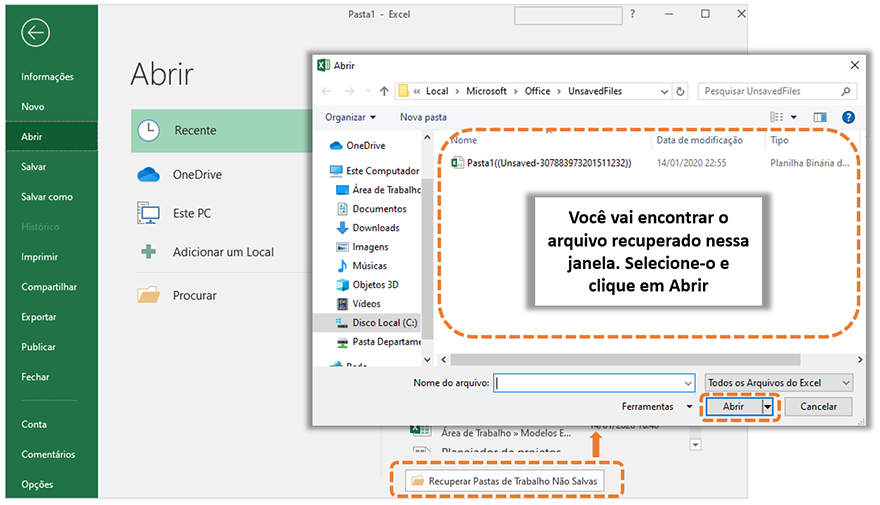 Pasta1 - Excel
?
Informações
Novo
Abrir
Salvar
Salvar como
Histórico
Imprimir
Compartilhar
Exportar
Publicar
Fechar
Conta
Comentários
Opções
Abrir
Recente
OneDrive
Este PC
Adicionar um Local
Procurar
Abrir
« Local > Microsoft > Office > UnsavedFiles
Pesquisar UnsavedFiles
Organizar
Nova pasta
?
OneDrive
Este Computador
Área de Trabalho
Documentos
Downloads
Imagens
Músicas
Objetos 3D
Vídeos
Disco Local (C:)
Pasta Departame
Nome
Data de modificação
Tipo
Pasta1((Unsaved-307883973201511232))
14/01/2020 22:55
Planilha Binária d...
Você vai encontrar o
arquivo recuperado nessa
janela. Selecione-o e
clique em Abrir
Nome do arquivo:
Todos os Arquivos do Excel
Ferramentas
Abrir
Cancelar
Área de Trabalho » Modelos E...
Planejador de projetos
Recuperar Pastas de Trabalho Não Salvas